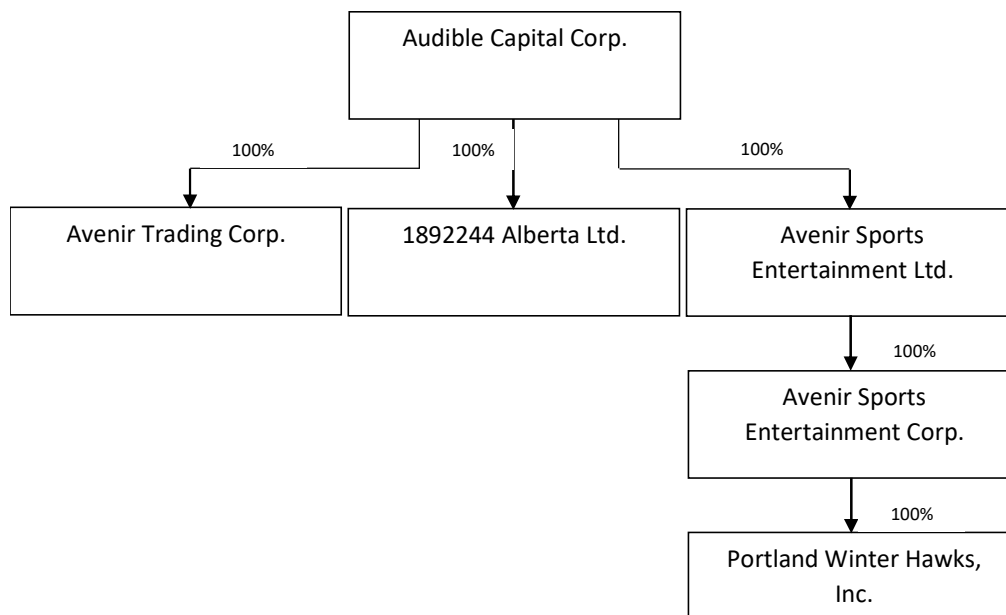 Audible Capital Corp.
100%
100%
100%
Avenir Trading Corp.
1892244 Alberta Ltd.
Avenir Sports
Entertainment Ltd.
100%
Avenir Sports
Entertainment Corp.
100%
Portland Winter Hawks,
Inc.